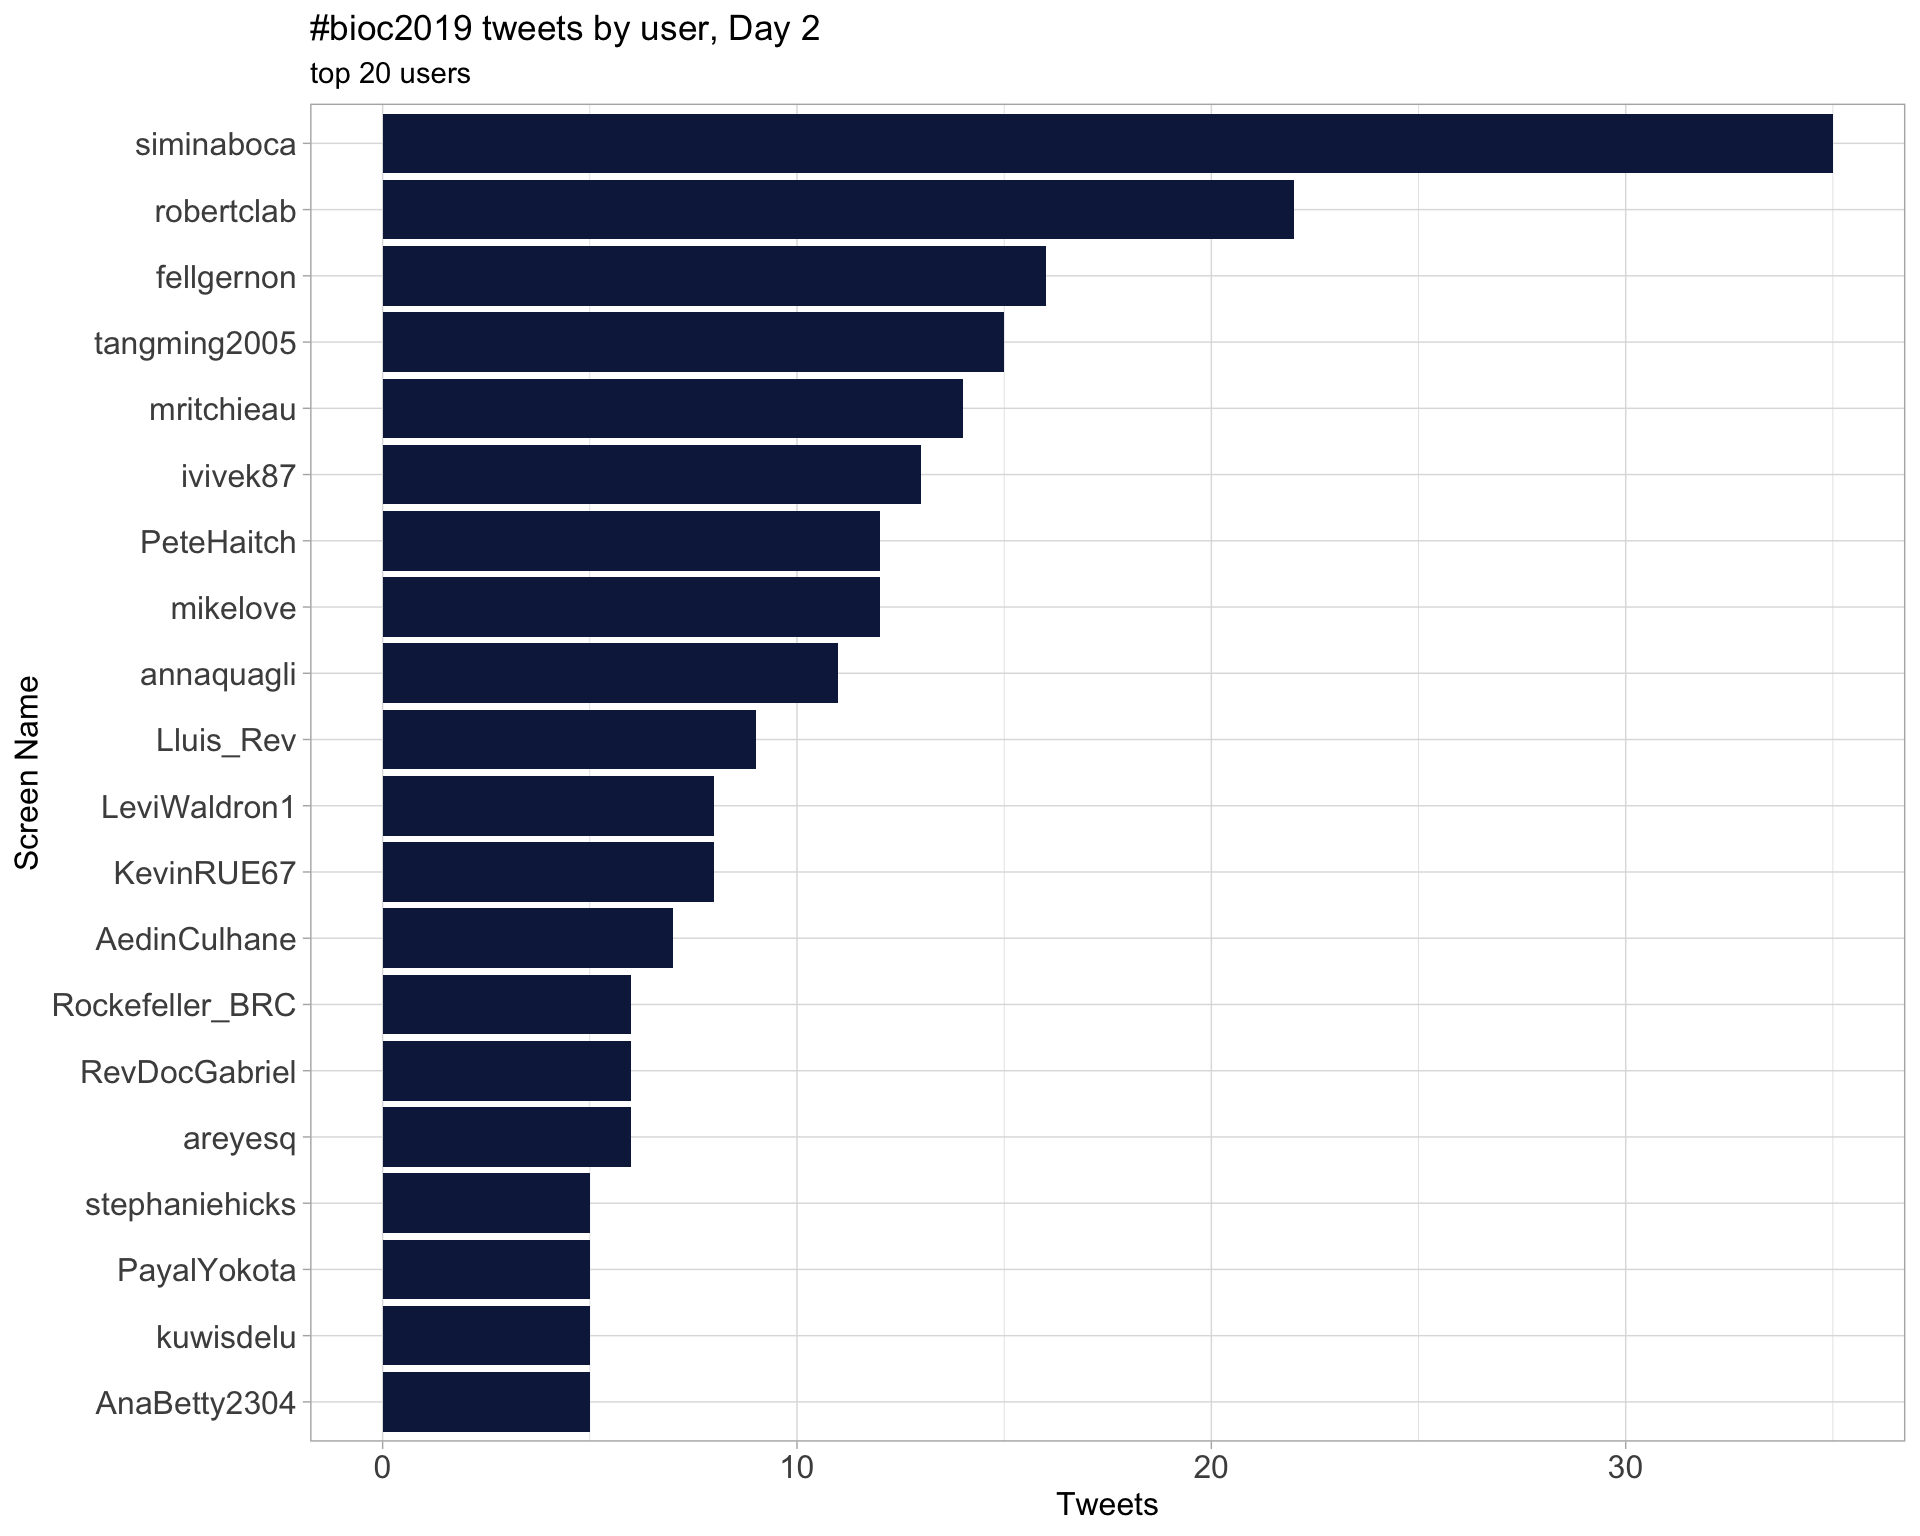 #bioc2019 tweets by user, Day 2
top 20 users
siminaboca
robertclab
fellgernon
tangming2005
mritchieau
ivivek87
PeteHaitch
mikelove
annaquagli
Lluis_Rev
LeviWaldron1
KevinRUE67
AedinCulhane
Rockefeller_BRC
RevDocGabriel
areyesq
stephaniehicks
PayalYokota
kuwisdelu
AnaBetty2304
Screen Name
0 10 20 30
Tweets